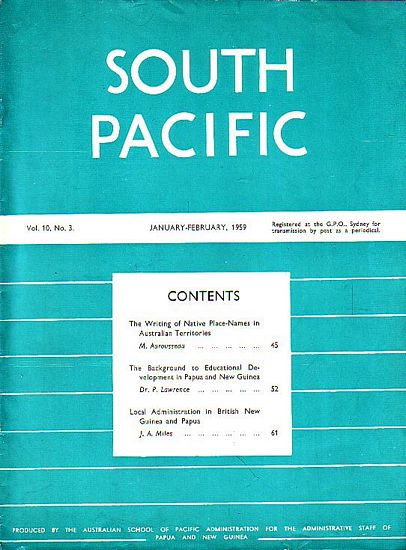 SOUTH
PACIFIC
Vol. 10, No. 3.
JANUARY-FEBRUARY, 1959
Registered at the G.P.O., Sydney for
transmission by post as a periodical.
CONTENTS
The Writing of Native Place-Names in
Australian Territories
M. Aurousseau ... ... ... ... ... 45
The Background to Educational De-
velopment in Papua and New Guinea
Dr. P. Lawrence ... ... ... ... ... 52
Local Administration in British New
Guinea and Papua
J. A. Miles ... ... ... ... ... 61
PRODUCED BY THE AUSTRALIAN SCHOOL OF PACIFIC ADMINISTRATION FOR THE ADMINISTRATIVE STAFF OF
PAPUA AND NEW GUINEA